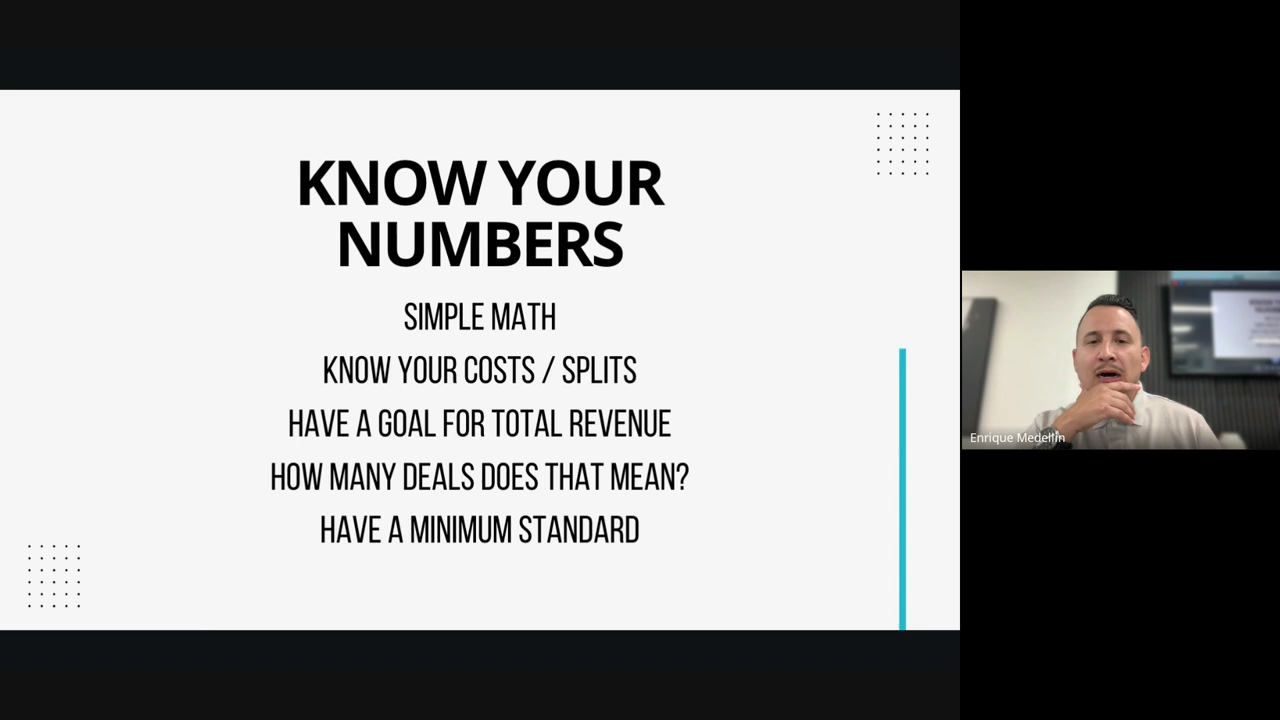 KNOW YOUR
NUMBERS
SIMPLE MATH
KNOW YOUR COSTS / SPLITS
HAVE A GOAL FOR TOTAL REVENUE
HOW MANY DEALS DOES THAT MEAN?
HAVE A MINIMUM STANDARD
Enrique Medellin